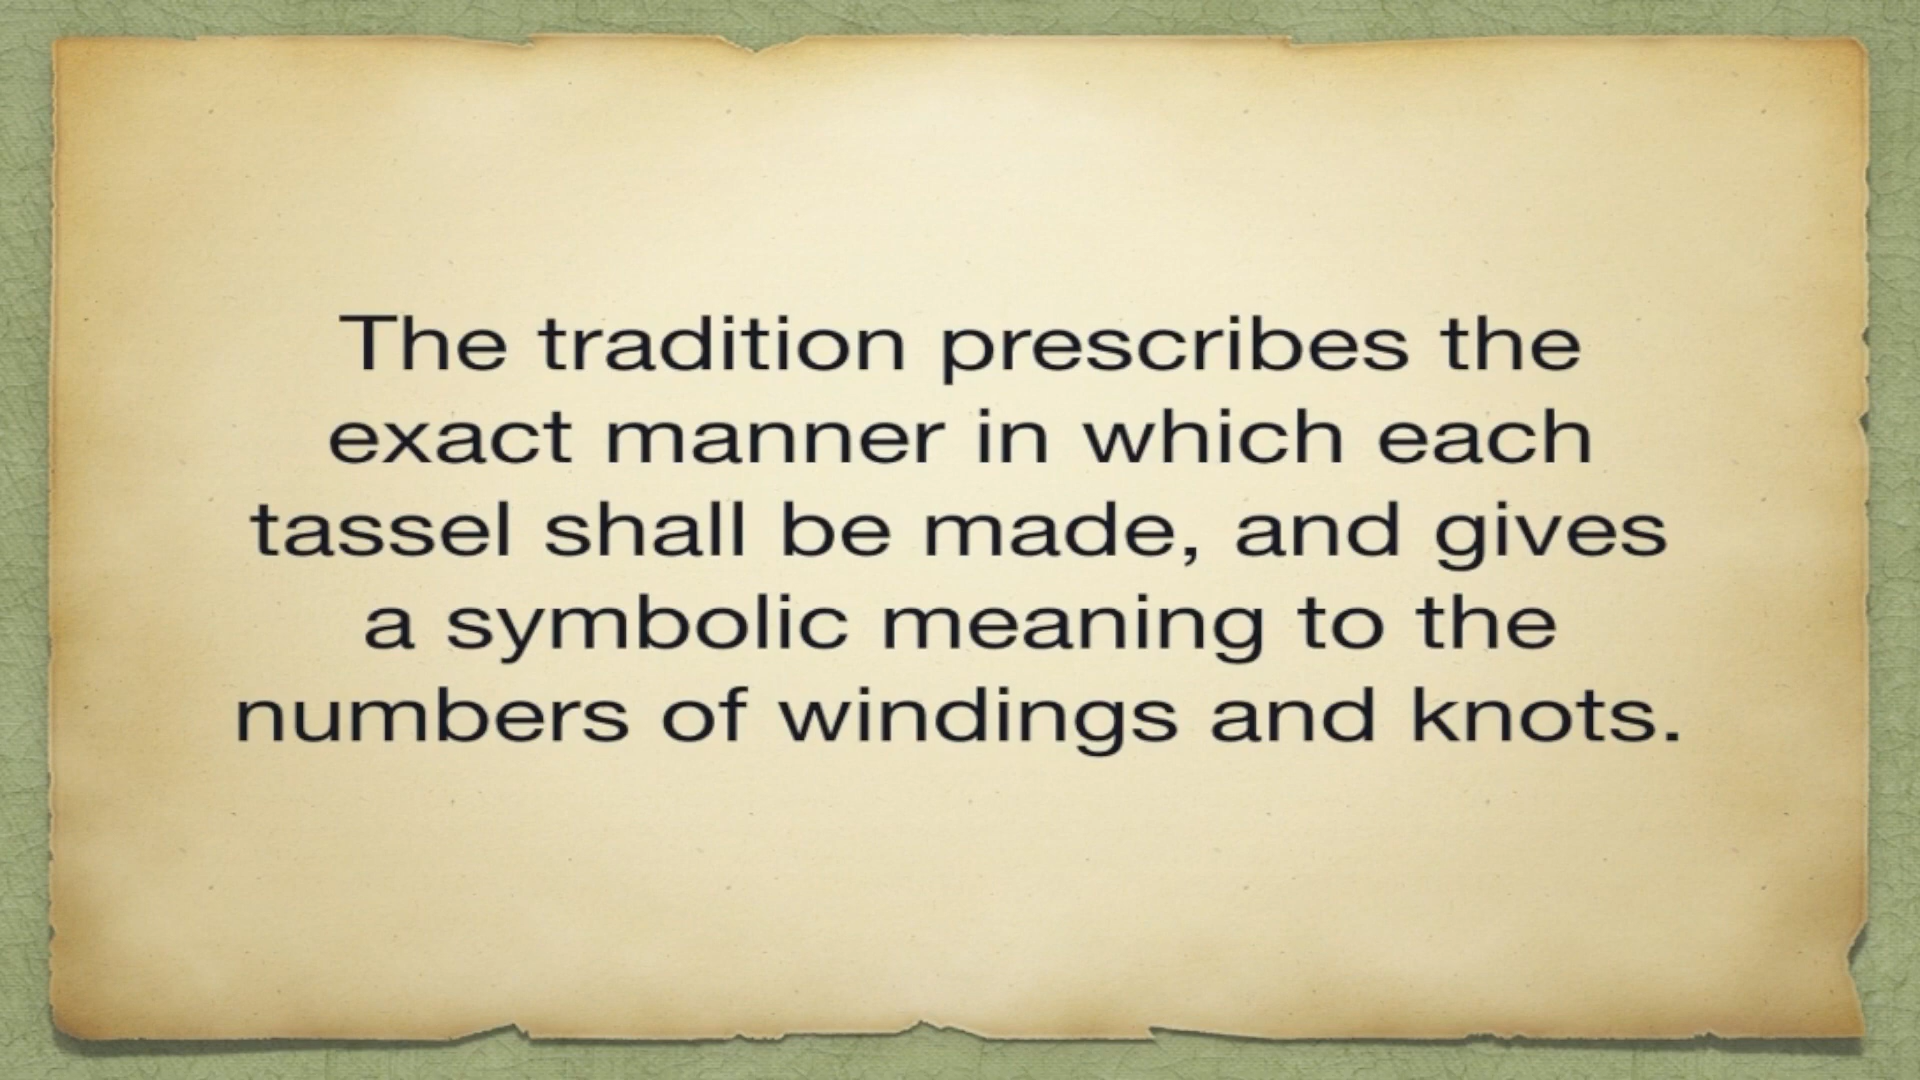 The tradition prescribes the
exact manner in which each
tassel shall be made, and gives
a symbolic meaning to the
numbers of windings and knots.